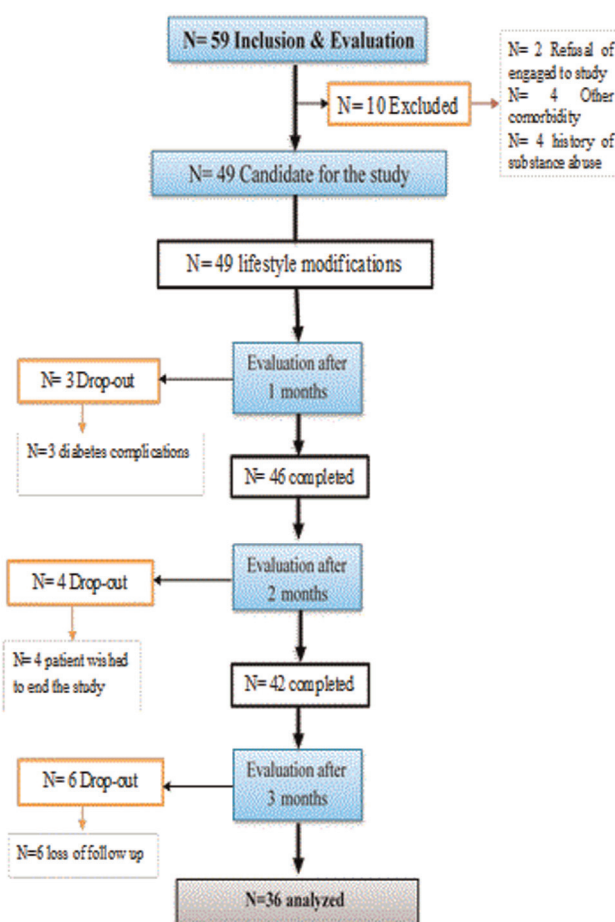 N= 59 Inclusion & Evaluation
N= 2 Refusal of
engaged to study
N= 4 Other
comorbidity
N= 4 history of
substance abuse
N= 10 Excluded
N= 49 Candidate for the study
N= 49 lifestyle modifications
Evaluation after
1 months
N= 3 Drop-out
N=3 diabetes complications
N= 46 completed
Evaluation after
2 months
N= 4 Drop-out
N= 4 patient wished
to end the study
N= 42 completed
Evaluation after
3 months
N= 6 Drop-out
N=6 loss of follow up
N=36 analyzed